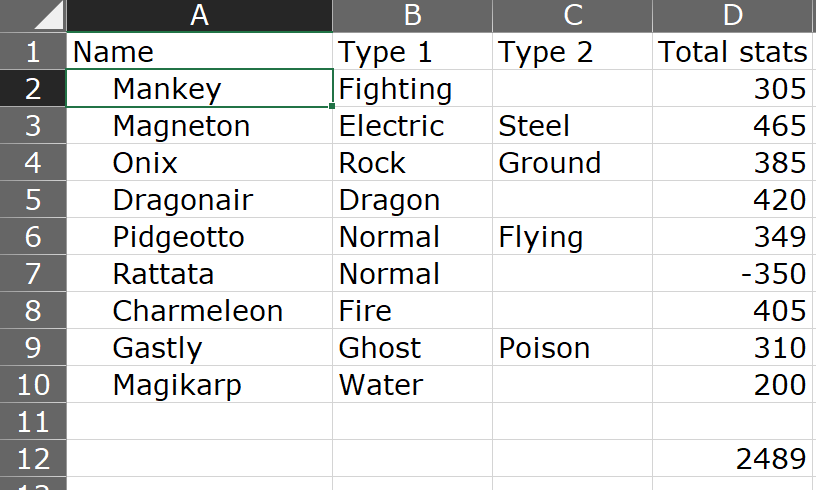 A B C D
1 Name Type 1 Type 2 Total stats
2 Mankey Fighting 305
3 Magneton Electric Steel 465
4 Onix Rock Ground 385
5 Dragonair Dragon 420
6 Pidgeotto Normal Flying 349
7 Rattata Normal -350
8 Charmeleon Fire 405
9 Gastly Ghost Poison 310
10 Magikarp Water 200
11
12 2489